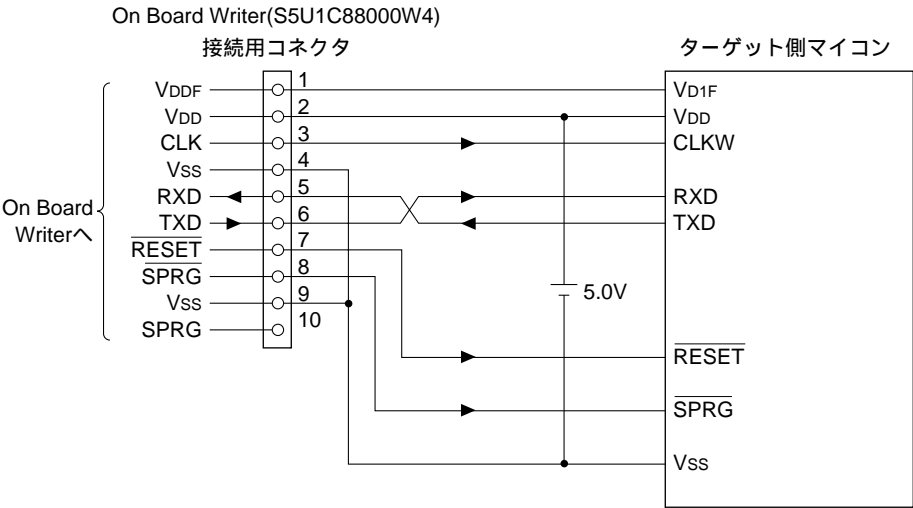 On Board Writer(S5U1C88000W4)
接続用コネクタ
ターゲット側マイコン
VDDF 1 VD1F
VDD 2 VDD
CLK 3 CLKW
VSS 4
RXD 5 RXD
TXD 6 TXD
RESET 7
SPRG 8
VSS 9
SPRG 10
On Board
Writerへ
5.0V
RESET
SPRG
VSS